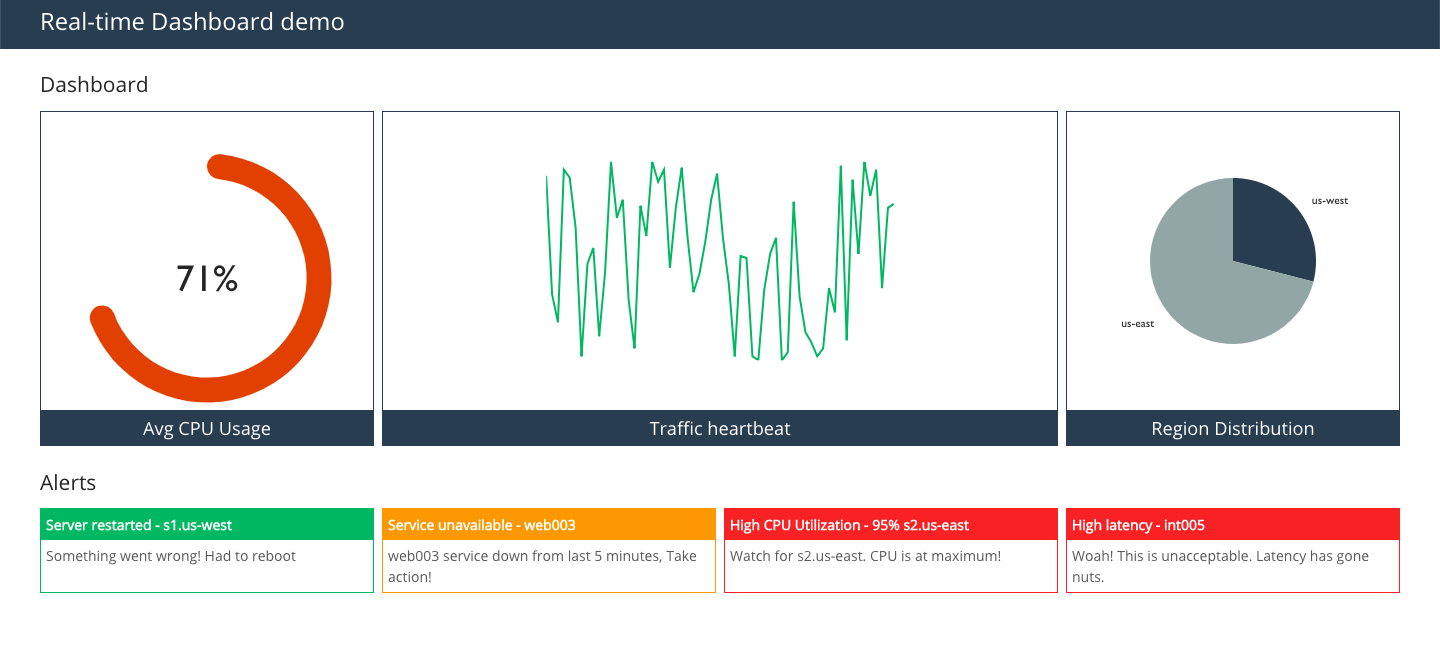 Real-time Dashboard demo
Dashboard
71%
us-west
us-east
Avg CPU Usage
Traffic heartbeat
Region Distribution
Alerts
Server restarted - s1.us-west
Something went wrong! Had to reboot
Service unavailable - web003
web003 service down from last 5 minutes, Take
action!
High CPU Utilization - 95% s2.us-east
Watch for s2.us-east. CPU is at maximum!
High latency - int005
Woah! This is unacceptable. Latency has gone
nuts.